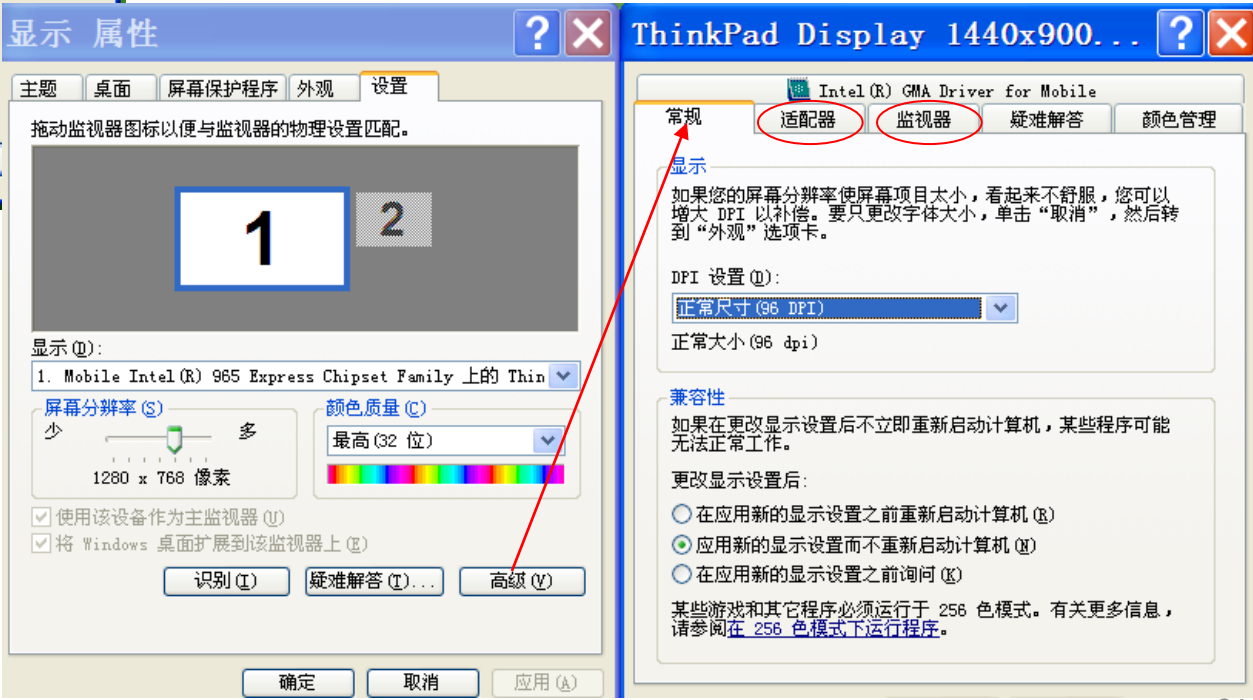 显示 属性
主题
桌面
屏幕保护程序
外观
设置
拖动监视器图标以便与监视器的物理设置匹配。
1
2
显示(D):
1. Mobile Intel(R) 965 Express Chipset Family 上的 Thin
屏幕分辨率(S)
少
多
1280 x 768 像素
颜色质量(C)
最高(32 位)
使用该设备作为主监视器(U)
将 Windows 桌面扩展到该监视器上(E)
识别(I)
疑难解答(T)...
高级(V)
确定
取消
应用(A)
ThinkPad Display 1440x900...
Intel(R) GMA Driver for Mobile
常规
适配器
监视器
疑难解答
颜色管理
显示
如果您的屏幕分辨率使屏幕项目太小，看起来不舒服，您可以
增大 DPI 以补偿。要只更改字体大小，单击“取消”，然后转
到“外观”选项卡。
DPI 设置(D):
正常尺寸(96 DPI)
正常大小(96 dpi)
兼容性
如果在更改显示设置后不立即重新启动计算机，某些程序可能
无法正常工作。
更改显示设置后:
在应用新的显示设置之前重新启动计算机(R)
应用新的显示设置而不重新启动计算机(N)
在应用新的显示设置之前询问(K)
某些游戏和其它程序必须运行于 256 色模式。有关更多信息，
请参阅在 256 色模式下运行程序。